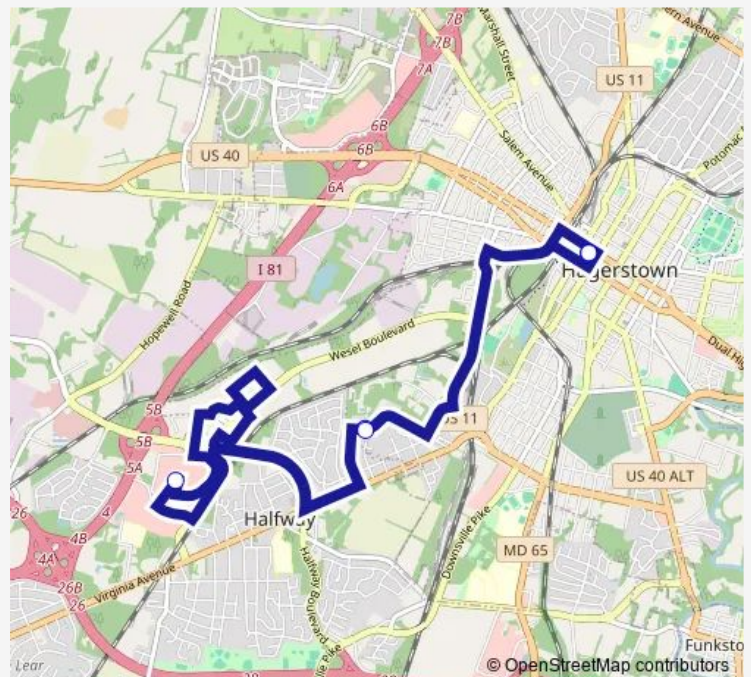 7B
7B
7A
Marshall Street
US 11
Salem Avenue
Potomac
US 40
6B
6B
6A
I 81
Hopewell Road
Hagerstown
Wesel Boulevard
Dual Hig
5B
5B
5A
US 11
US 40 ALT
26
4
4B
4A
26B
26
Halfway
Virginia Avenue
Halfway Boulevard
Downsville Pike
MD 65
Lear
Funksto
© OpenStreetMap contributors